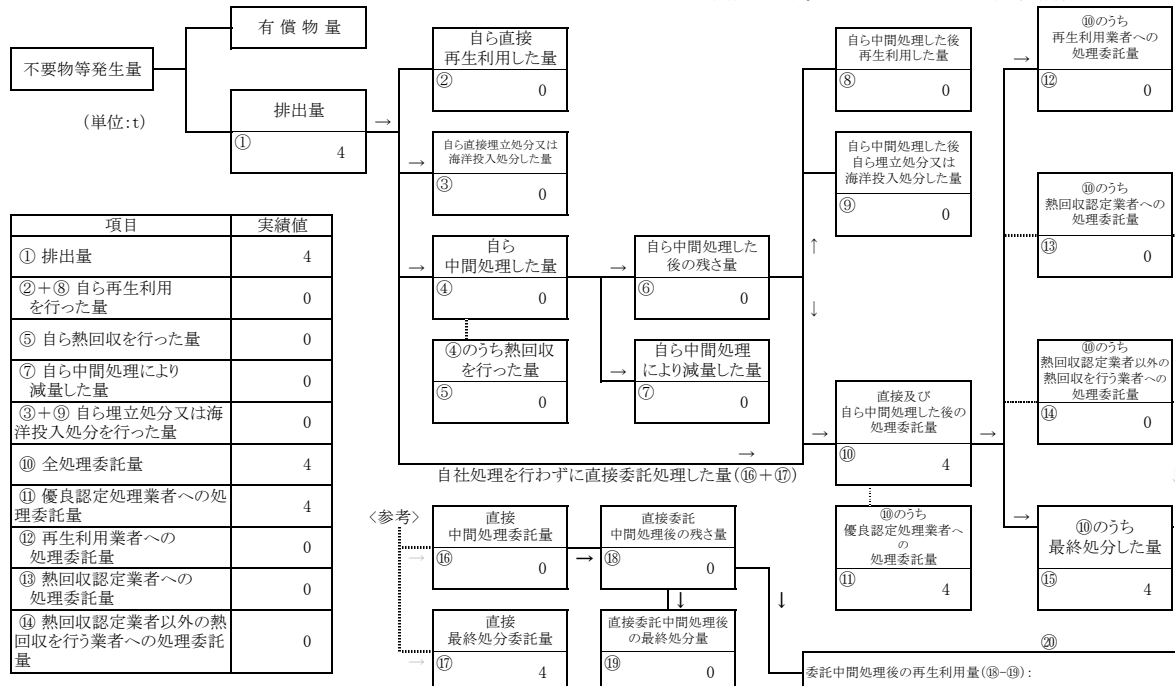 有償物量
不要物等発生量
排出量
①
4
(単位:t)
→
自ら直接
再生利用した量
②
0
→
自ら直接埋立処分又は
海洋投入処分した量
③
0
→
自ら
中間処理した量
④
0
④のうち熱回収
を行った量
⑤
0
→
自ら中間処理した
後の残さ量
⑥
0
→
自ら中間処理
により減量した量
⑦
0
自ら中間処理した後
再生利用した量
⑧
0
自ら中間処理した後
自ら埋立処分又は
海洋投入処分した量
⑨
0
↑
↓
→
直接及び
自ら中間処理した後の
処理委託量
⑩
4
→
⑩のうち
優良認定処理業者へ
の
処理委託量
⑪
4
→
⑩のうち
再生利用業者への
処理委託量
⑫
0
⑩のうち
熱回収認定業者への
処理委託量
⑬
0
⑩のうち
熱回収認定業者以外の
熱回収を行う業者への
処理委託量
⑭
0
→
⑩のうち
最終処分した量
⑮
4
→
自社処理を行わずに直接委託処理した量(⑯+⑰)
項目 実績値
① 排出量 4
②+⑧ 自ら再生利用
を行った量 0
⑤ 自ら熱回収を行った量 0
⑦ 自ら中間処理により
減量した量 0
③+⑨ 自ら埋立処分又は海
洋投入処分を行った量 0
⑩ 全処理委託量 4
⑪ 優良認定処理業者への処
理委託量 4
⑫ 再生利用業者への
処理委託量 0
⑬ 熱回収認定業者への
処理委託量 0
⑭ 熱回収認定業者以外の熱
回収を行う業者への処理委託
量 0
〈参考〉
→
直接
中間処理委託量
⑯
0
→
直接委託
中間処理後の残さ量
⑱
0
↓
↓
→
直接
最終処分委託量
⑰
4
直接委託中間処理後
の最終処分量
⑲
0
⑳
委託中間処理後の再生利用量(⑱-⑲):